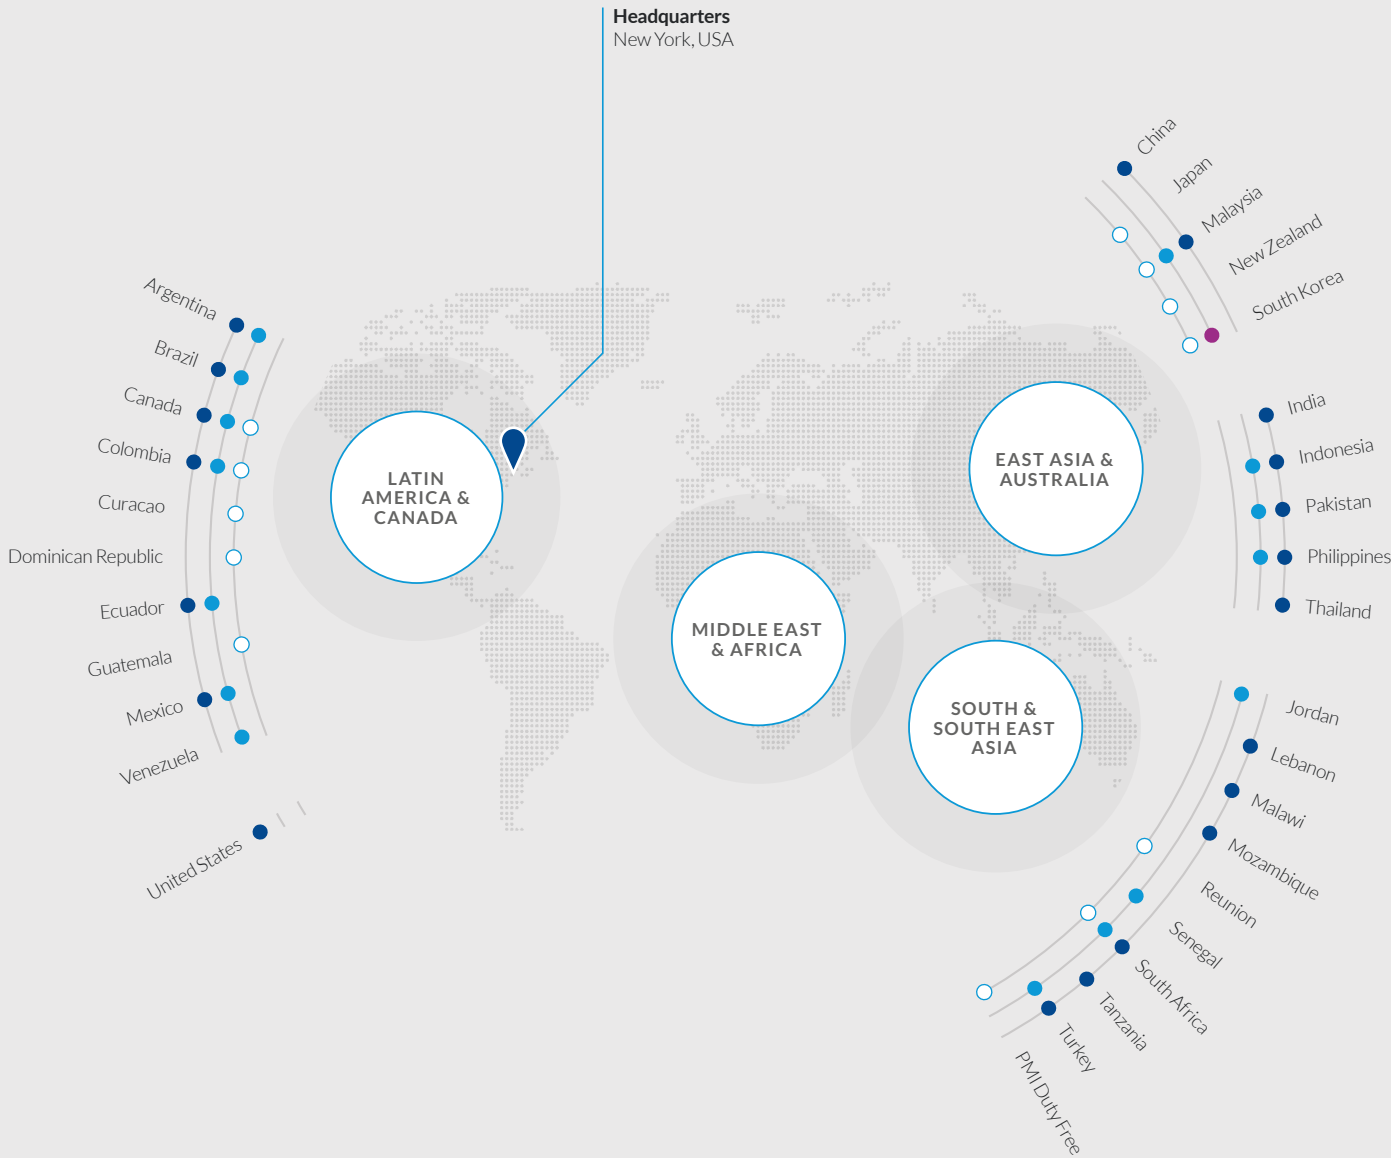 Headquarters
New York, USA
China
Japan
Malaysia
New Zealand
South Korea
Argentina
Brazil
Canada
Colombia
Curacao
Dominican Republic
Ecuador
Guatemala
Mexico
Venezuela
United States
LATIN
AMERICA &
CANADA
EAST ASIA &
AUSTRALIA
MIDDLE EAST
& AFRICA
SOUTH &
SOUTH EAST
ASIA
India
Indonesia
Pakistan
Philippines
Thailand
Jordan
Lebanon
Malawi
Mozambique
Reunion
Senegal
South Africa
Tanzania
Turkey
PMI Duty Free